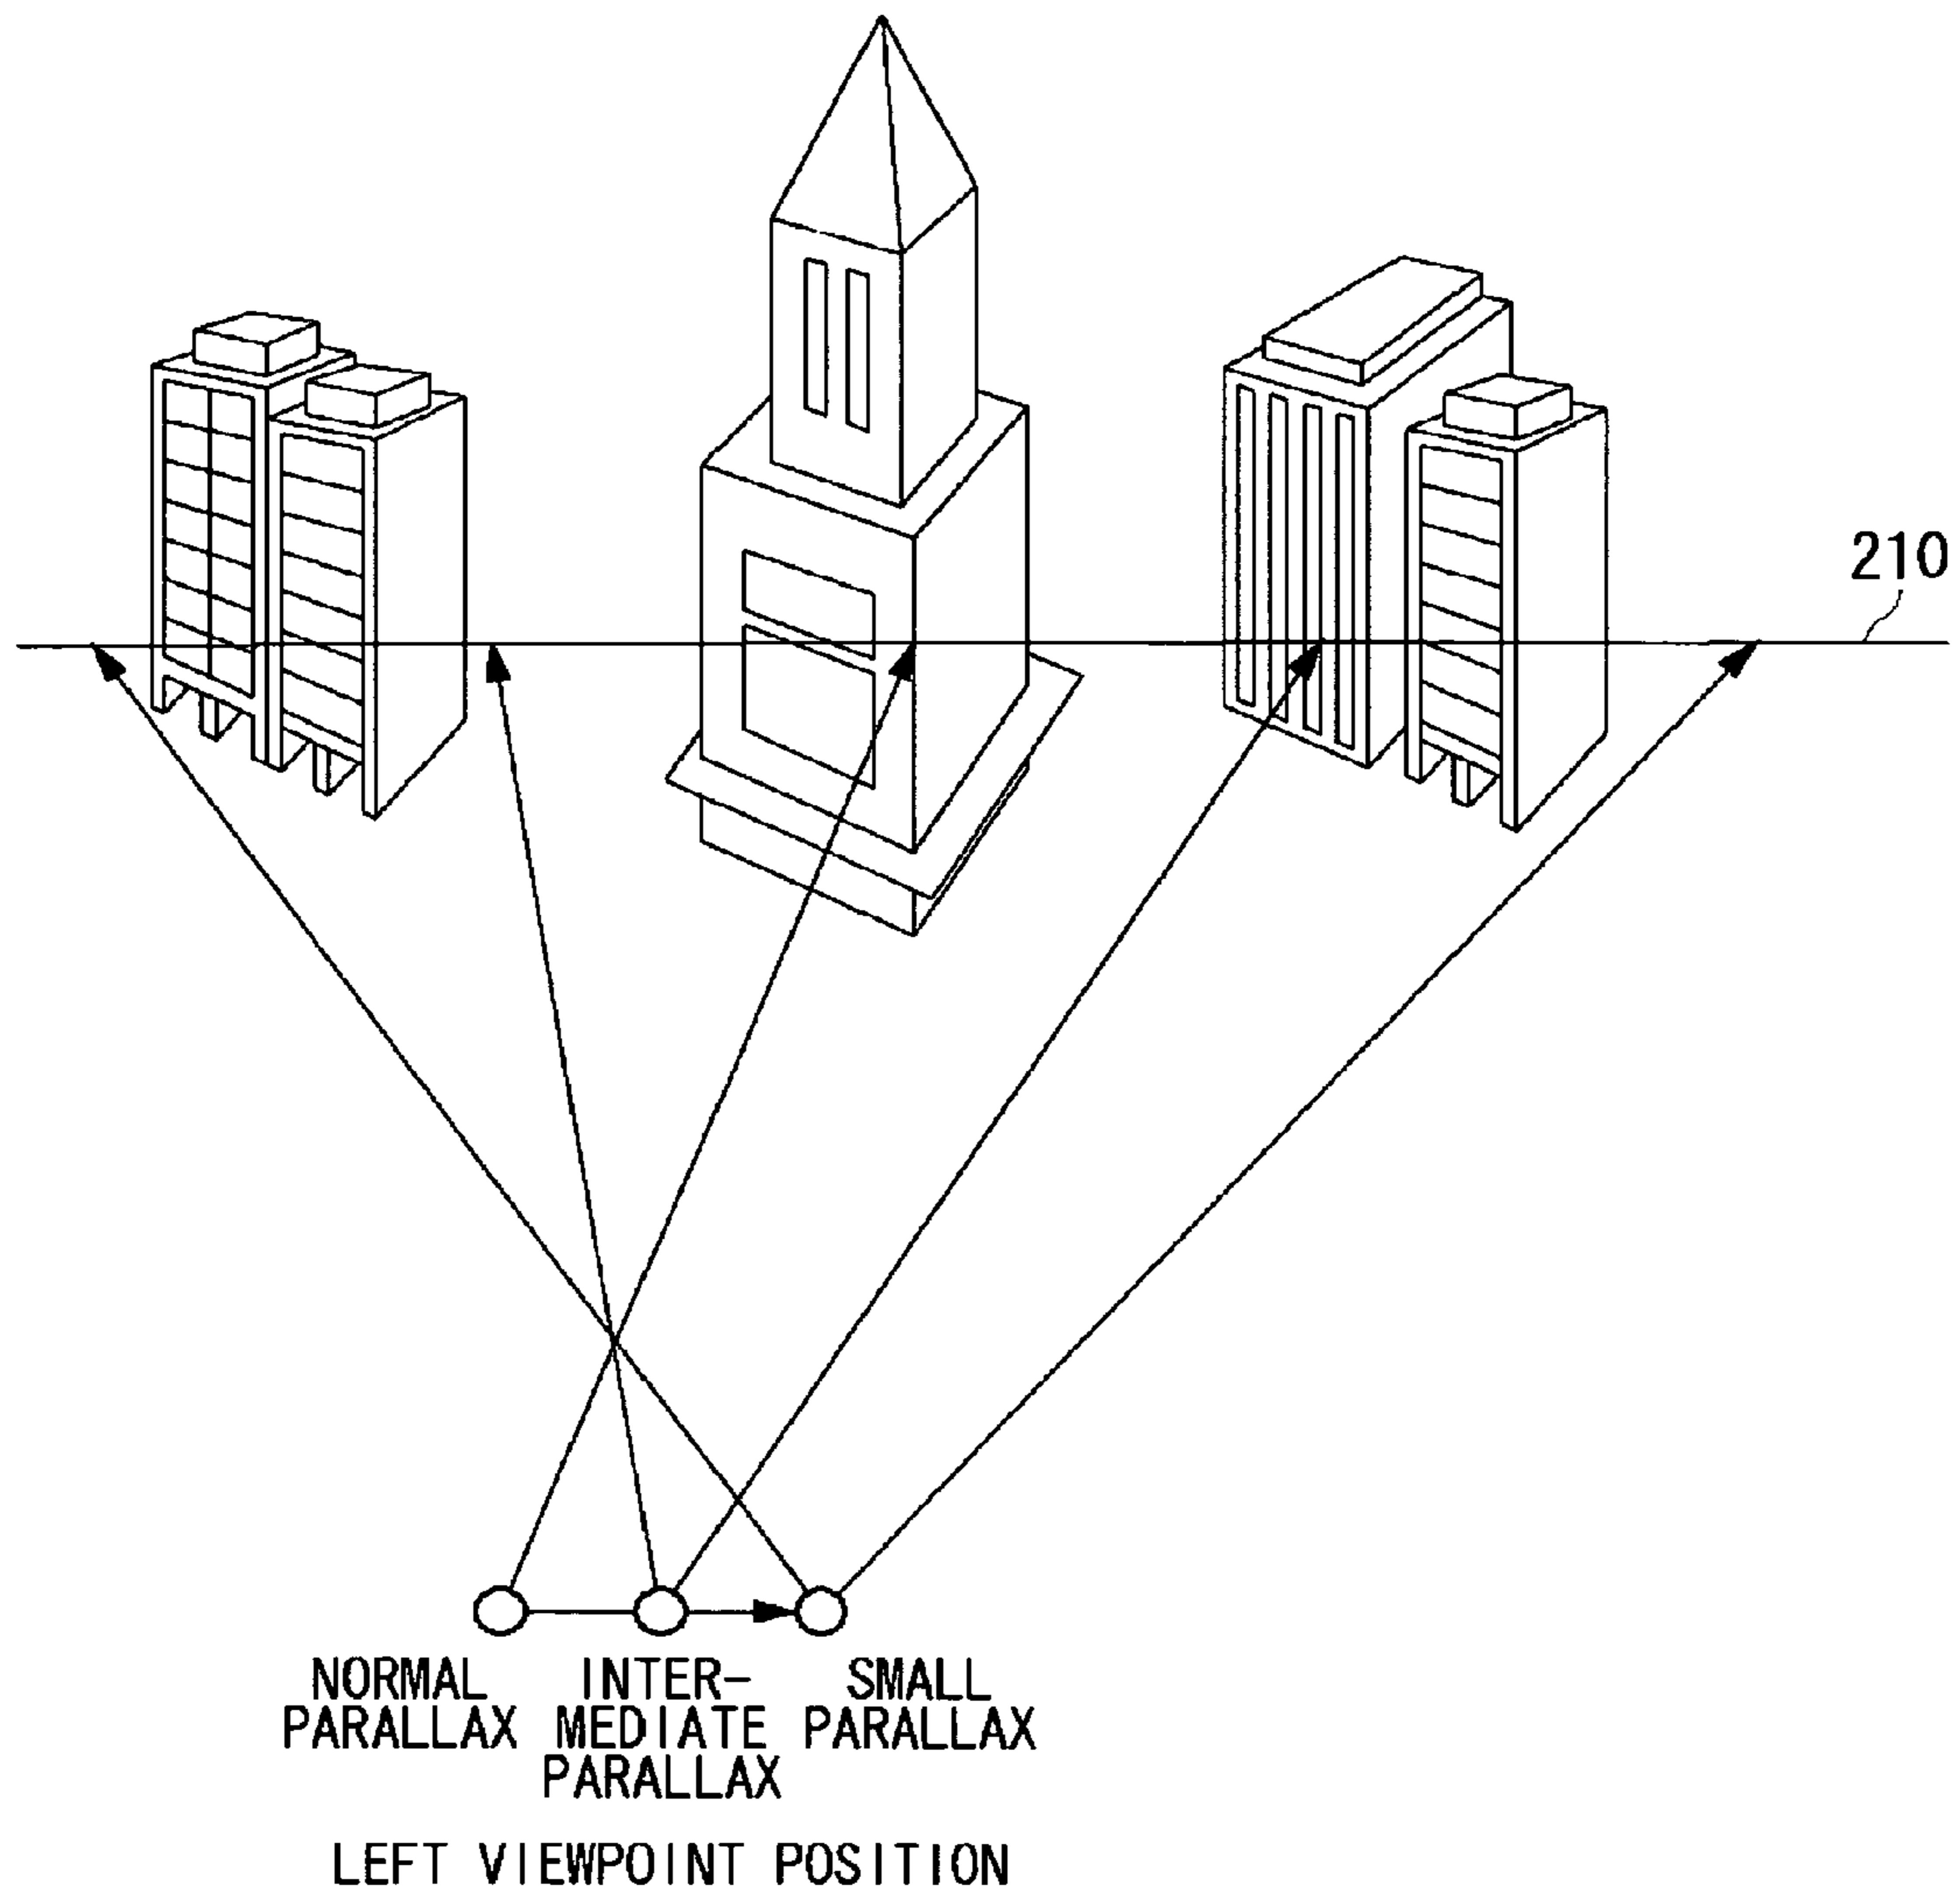 210
NORMAL PARALLAX
INTER-
MEDIATE
PARALLAX
SMALL
PARALLAX
LEFT VIEWPOINT POSITION